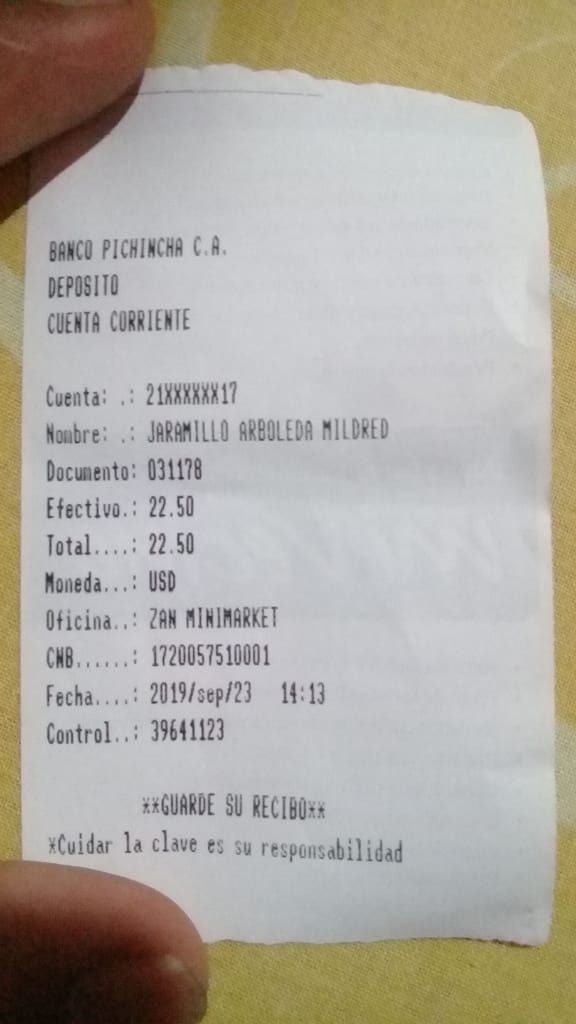 BANCO PICHINCHA C.A.
DEPOSITO
CUENTA CORRIENTE
Cuenta: .: 21XXXXXX17
Nombre: .: JARAMILLO ARBOLEDA MILDRED
Documento: 031178
Efectivo.: 22.50
Total....: 22.50
Moneda...: USD
Oficina..: ZAN MINIMARKET
CNB......: 1720057510001
Fecha....: 2019/sep/23 14:13
Control..: 39641123
**GUARDE SU RECIBO**
*Cuidar la clave es su responsabilidad